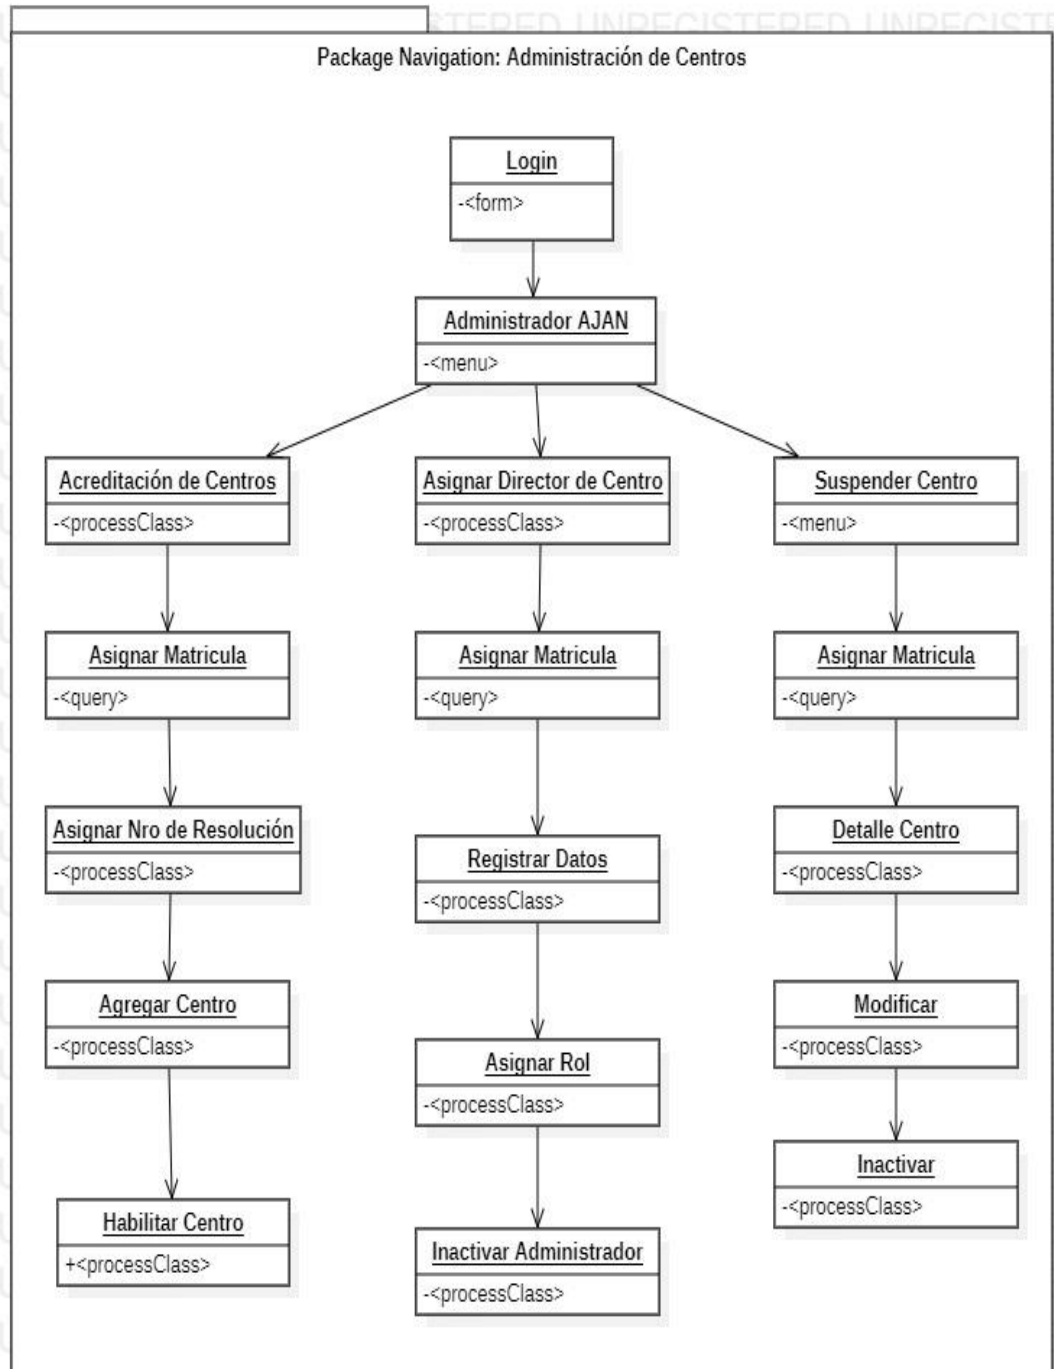 STERED UNREGISTERED UNREGISTE
Package Navigation: Administración de Centros
Login
-<form>
Administrador AJAN
-<menu>
Acreditación de Centros
-<processClass>
Asignar Director de Centro
-<processClass>
Suspender Centro
-<menu>
Asignar Matricula
-<query>
Asignar Matricula
-<query>
Asignar Matricula
-<query>
Asignar Nro de Resolución
-<processClass>
Registrar Datos
-<processClass>
Detalle Centro
-<processClass>
Agregar Centro
-<processClass>
Asignar Rol
-<processClass>
Modificar
-<processClass>
Habilitar Centro
+<processClass>
Inactivar Administrador
-<processClass>
Inactivar
-<processClass>